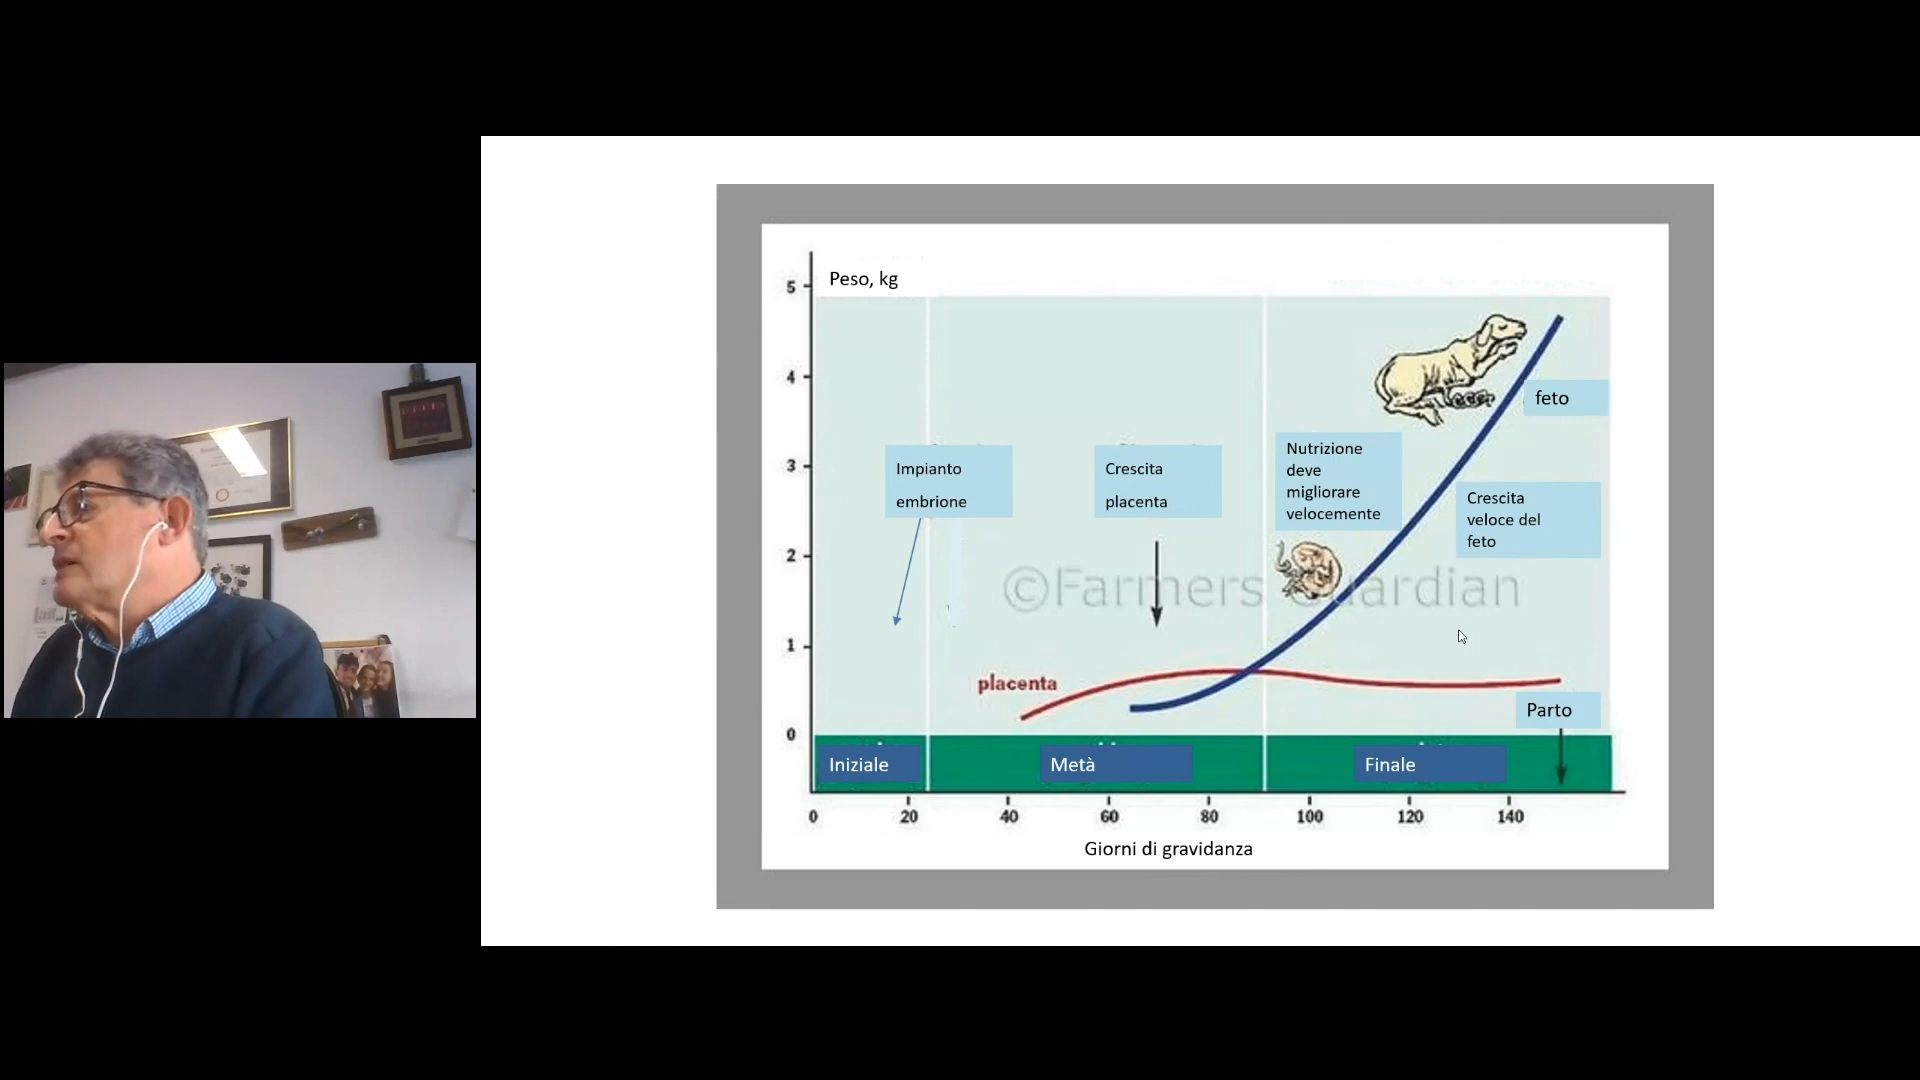 Peso, kg
5
4
3
2
1
0
Impianto
embrione
Crescita
placenta
Nutrizione
deve
migliorare
velocemente
feto
Crescita
veloce del
feto
©Farmers Guardian
placenta
Parto
Iniziale
Metà
Finale
0 20 40 60 80 100 120 140
Giorni di gravidanza